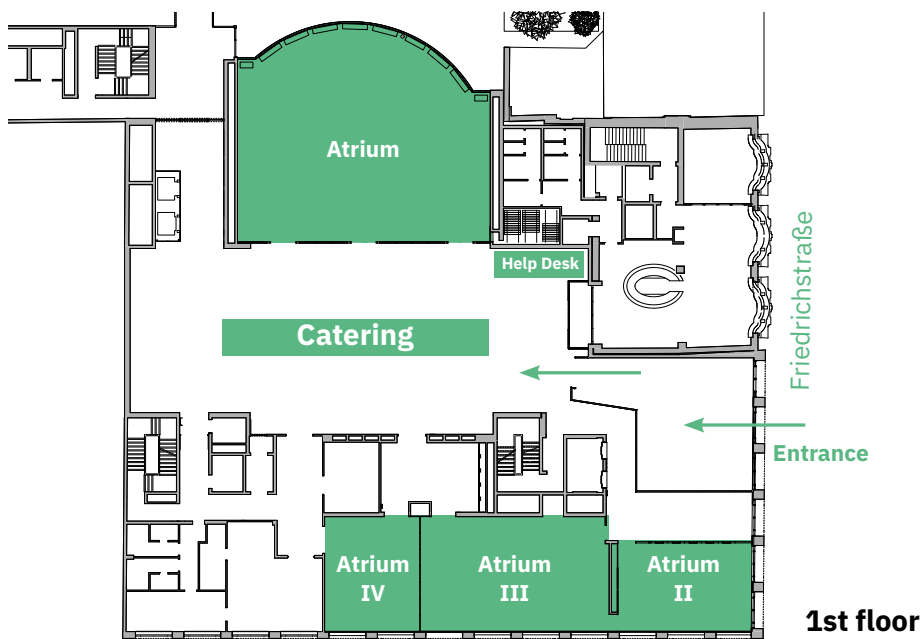 Atrium
Help Desk
Friedrichstraße
Catering
Entrance
Atrium
IV
Atrium
III
Atrium
II
1st floor